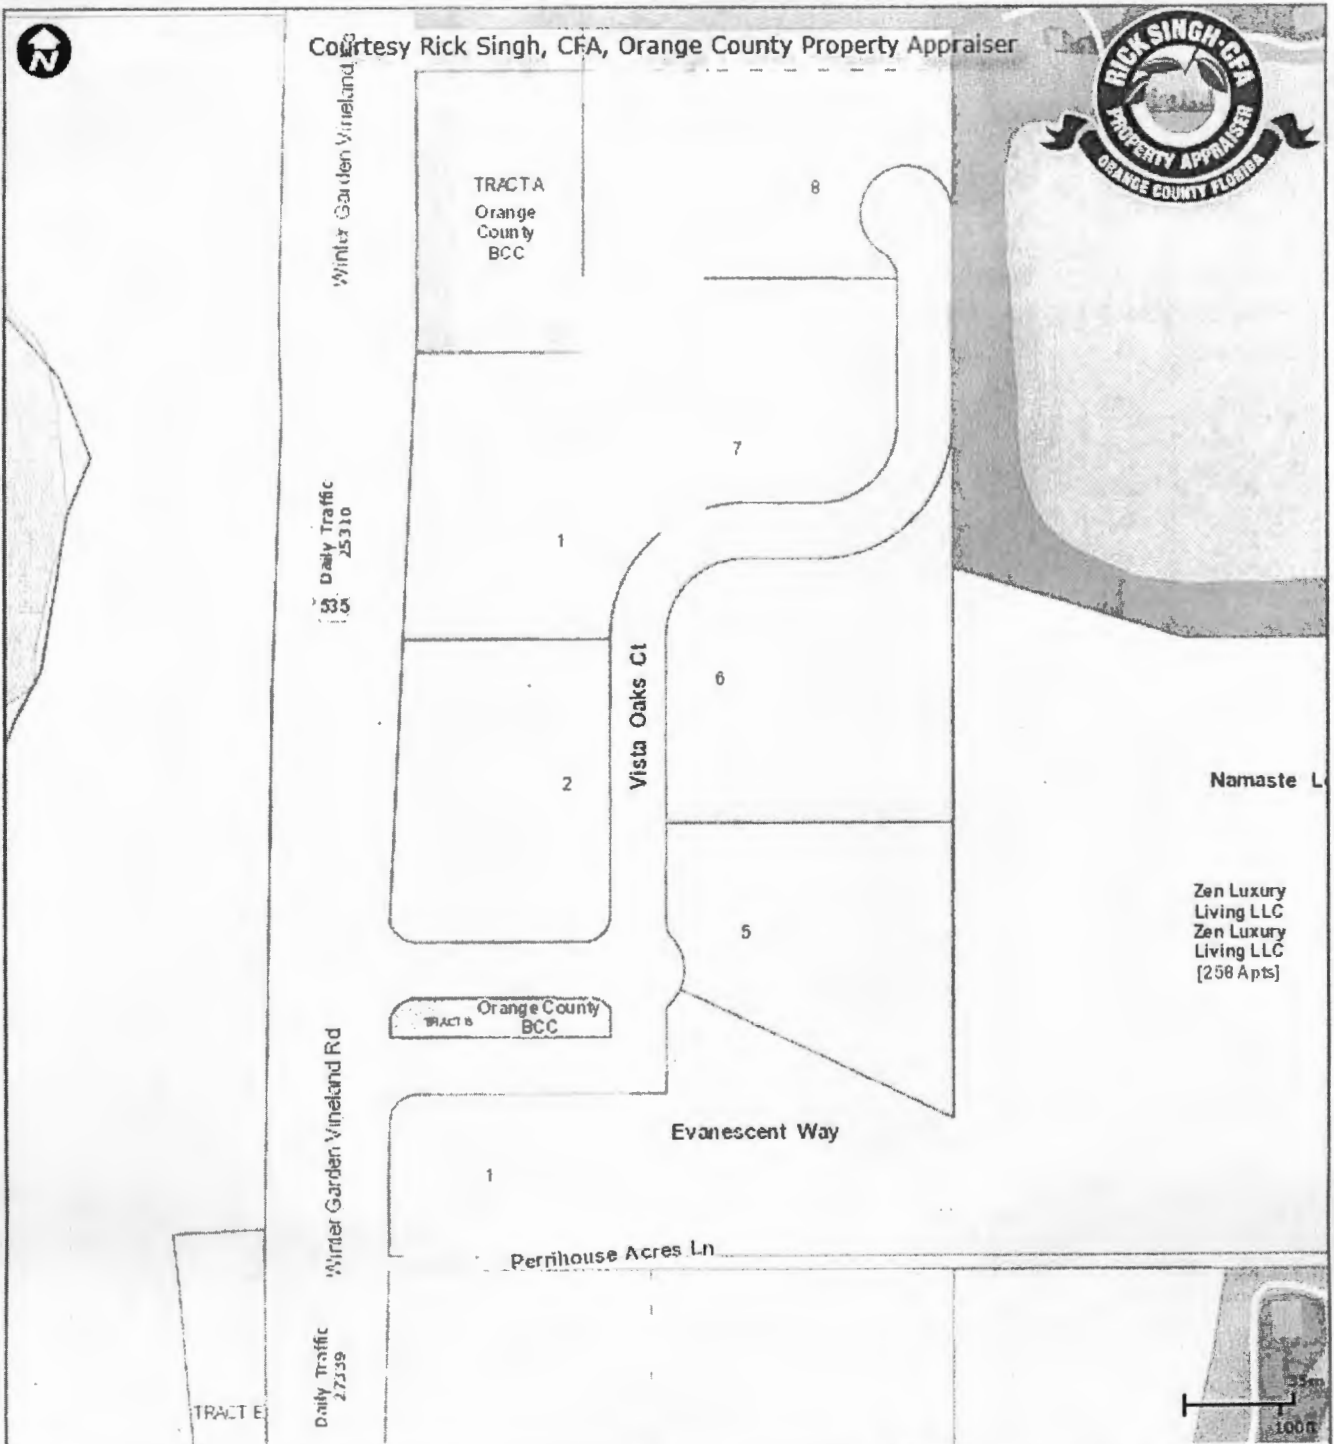 N
Courtesy Rick Singh, CFA, Orange County Property Appraiser
RICK SINGH, CFA
PROPERTY APPRAISER
ORANGE COUNTY FLORIDA
Winter Garden Vineland
TRACT A
Orange
County
BCC
8
7
Daily Traffic
25310
535
1
Vista Oaks Ct
6
2
Namaste L
Zen Luxury
Living LLC
Zen Luxury
Living LLC
[258 Apts]
5
TRACT B
Orange County
BCC
Winter Garden Vineland Rd
Evanescent Way
1
Perrihouse Acres Ln
Daily Traffic
27339
TRACT E
35m
100ft